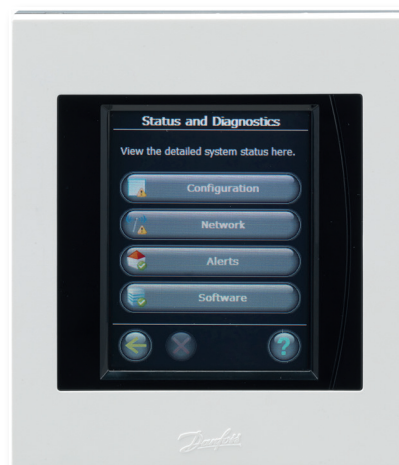 Status and Diagnostics
View the detailed system status here.
Configuration
Network
Alerts
Software
?
Danfoss